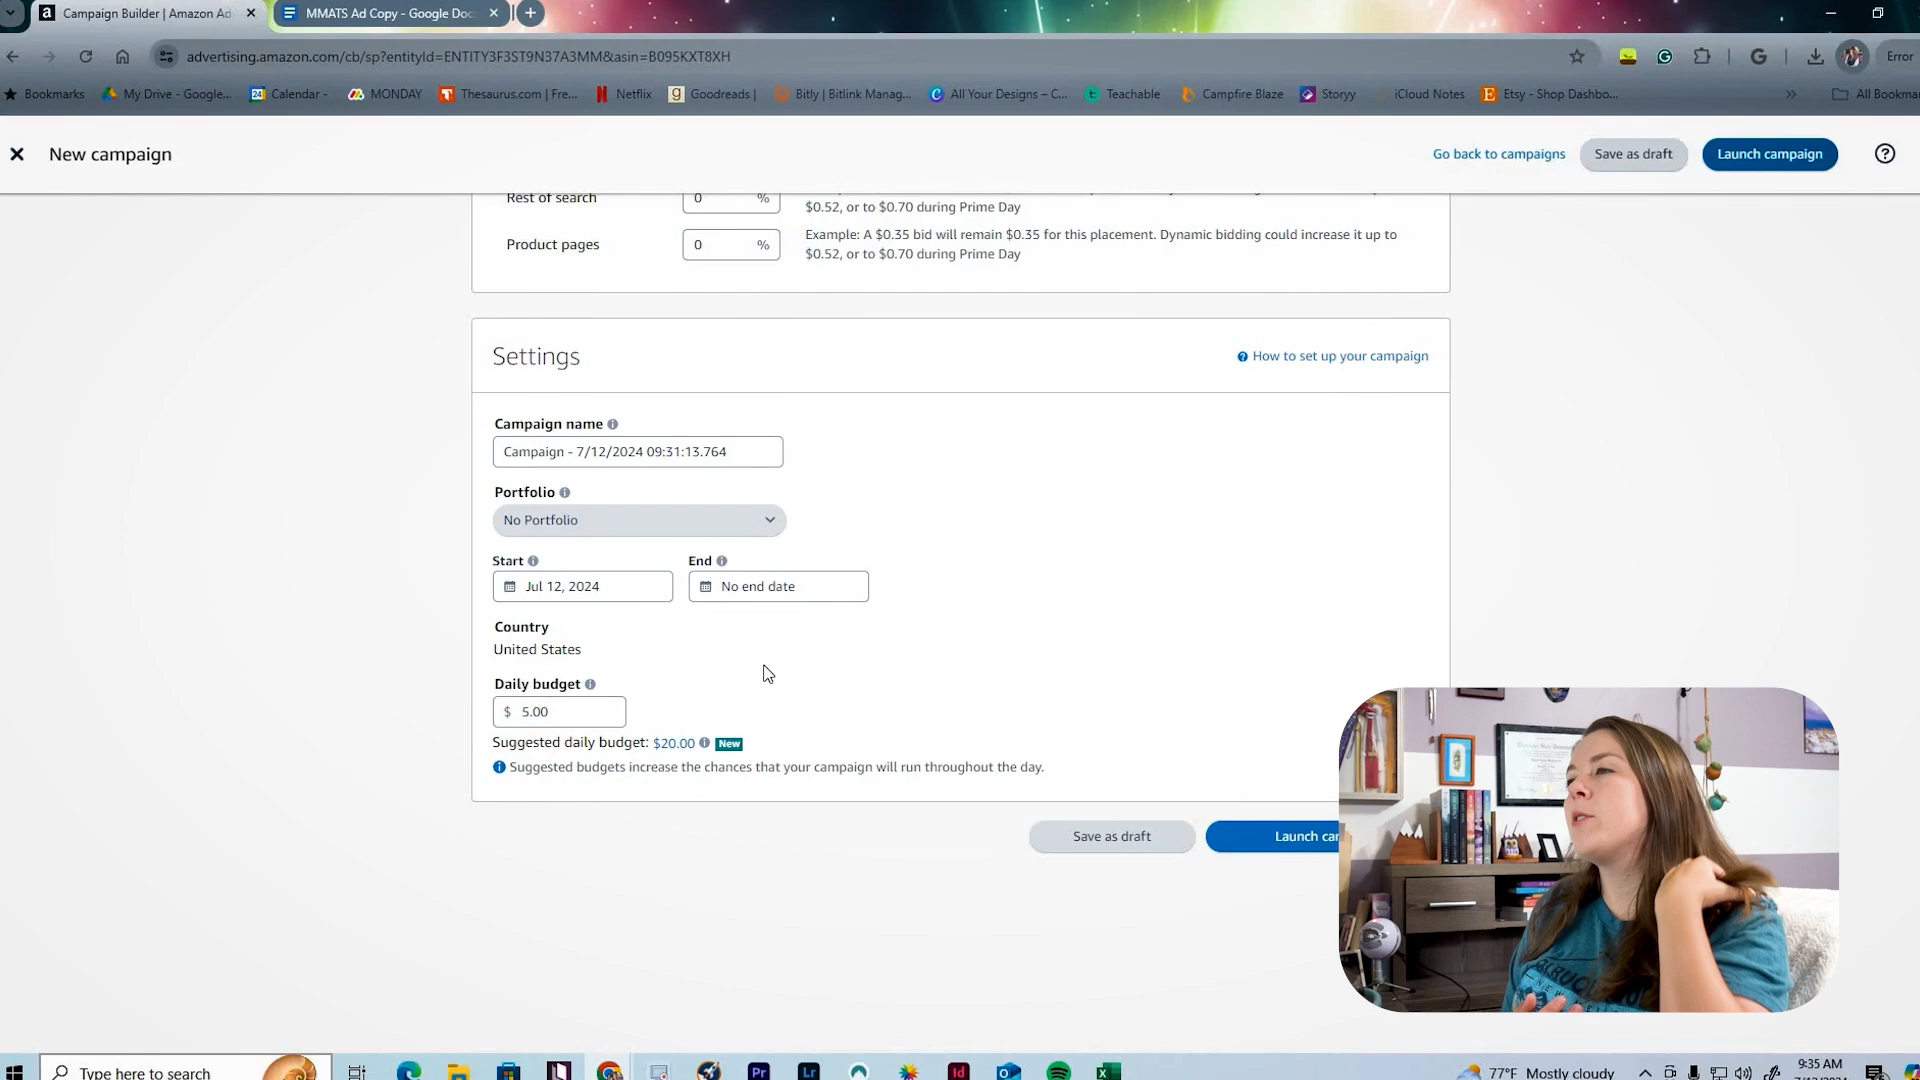 Campaign Builder | Amazon Ad
MMATS Ad Copy - Google Doc
advertising.amazon.com/cb/sp?entityId=ENTITY3F3ST9N37A3MM&asin=B095KXT8XH
Error
Bookmarks My Drive - Google... Calendar - MONDAY Thesaurus.com | Fre... Netflix Goodreads | Bitly | Bitlink Manag... All Your Designs – C... Teachable Campfire Blaze Storyy iCloud Notes Etsy - Shop Dashbo... » All Bookma
New campaign
Go back to campaigns
Save as draft
Launch campaign
Rest of search 0 %
$0.52, or to $0.70 during Prime Day
Product pages 0 %
Example: A $0.35 bid will remain $0.35 for this placement. Dynamic bidding could increase it up to
$0.52, or to $0.70 during Prime Day
Settings
How to set up your campaign
Campaign name
Campaign - 7/12/2024 09:31:13.764
Portfolio
No Portfolio
Start End
Jul 12, 2024 No end date
Country
United States
Daily budget
$ 5.00
Suggested daily budget: $20.00 New
Suggested budgets increase the chances that your campaign will run throughout the day.
Save as draft
Launch car
Type here to search
77°F Mostly cloudy
9:35 AM